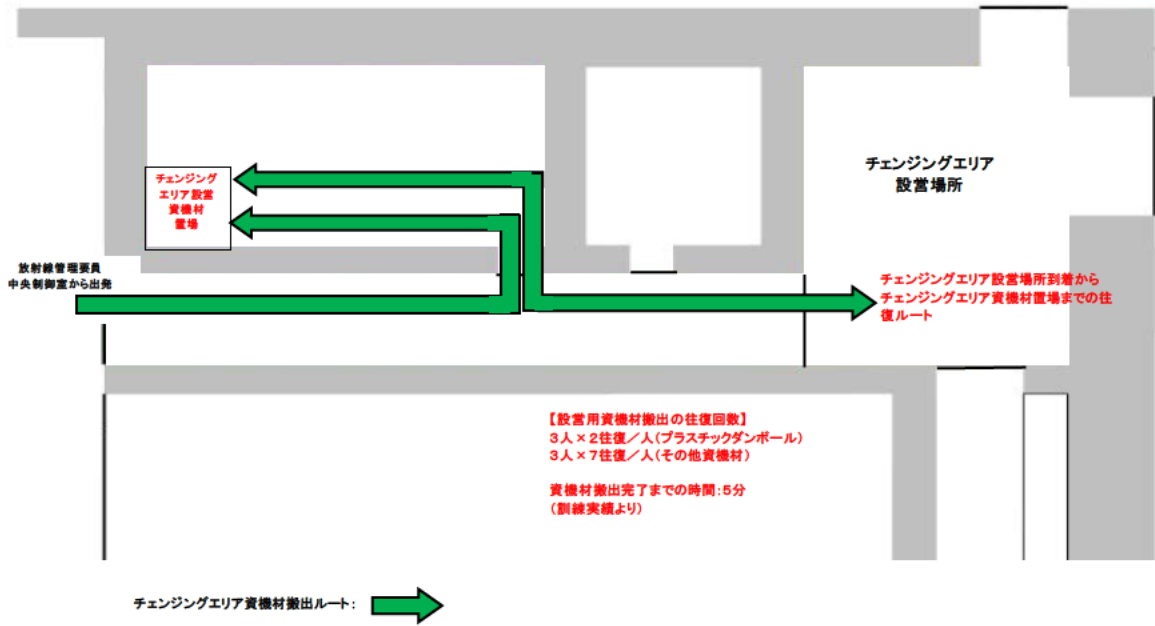 チェンジングエリア
設営場所
チェンジング
エリア設営
資機材
置場
放射線管理要員
中央制御室から出発
チェンジングエリア設営場所到着から
チェンジングエリア資機材置場までの往
復ルート
【設営用資機材搬出の往復回数】
3人×2往復／人(プラスチックダンボール)
3人×7往復／人(その他資機材)
資機材搬出完了までの時間:5分
(訓練実績より)
チェンジングエリア資機材搬出ルート: